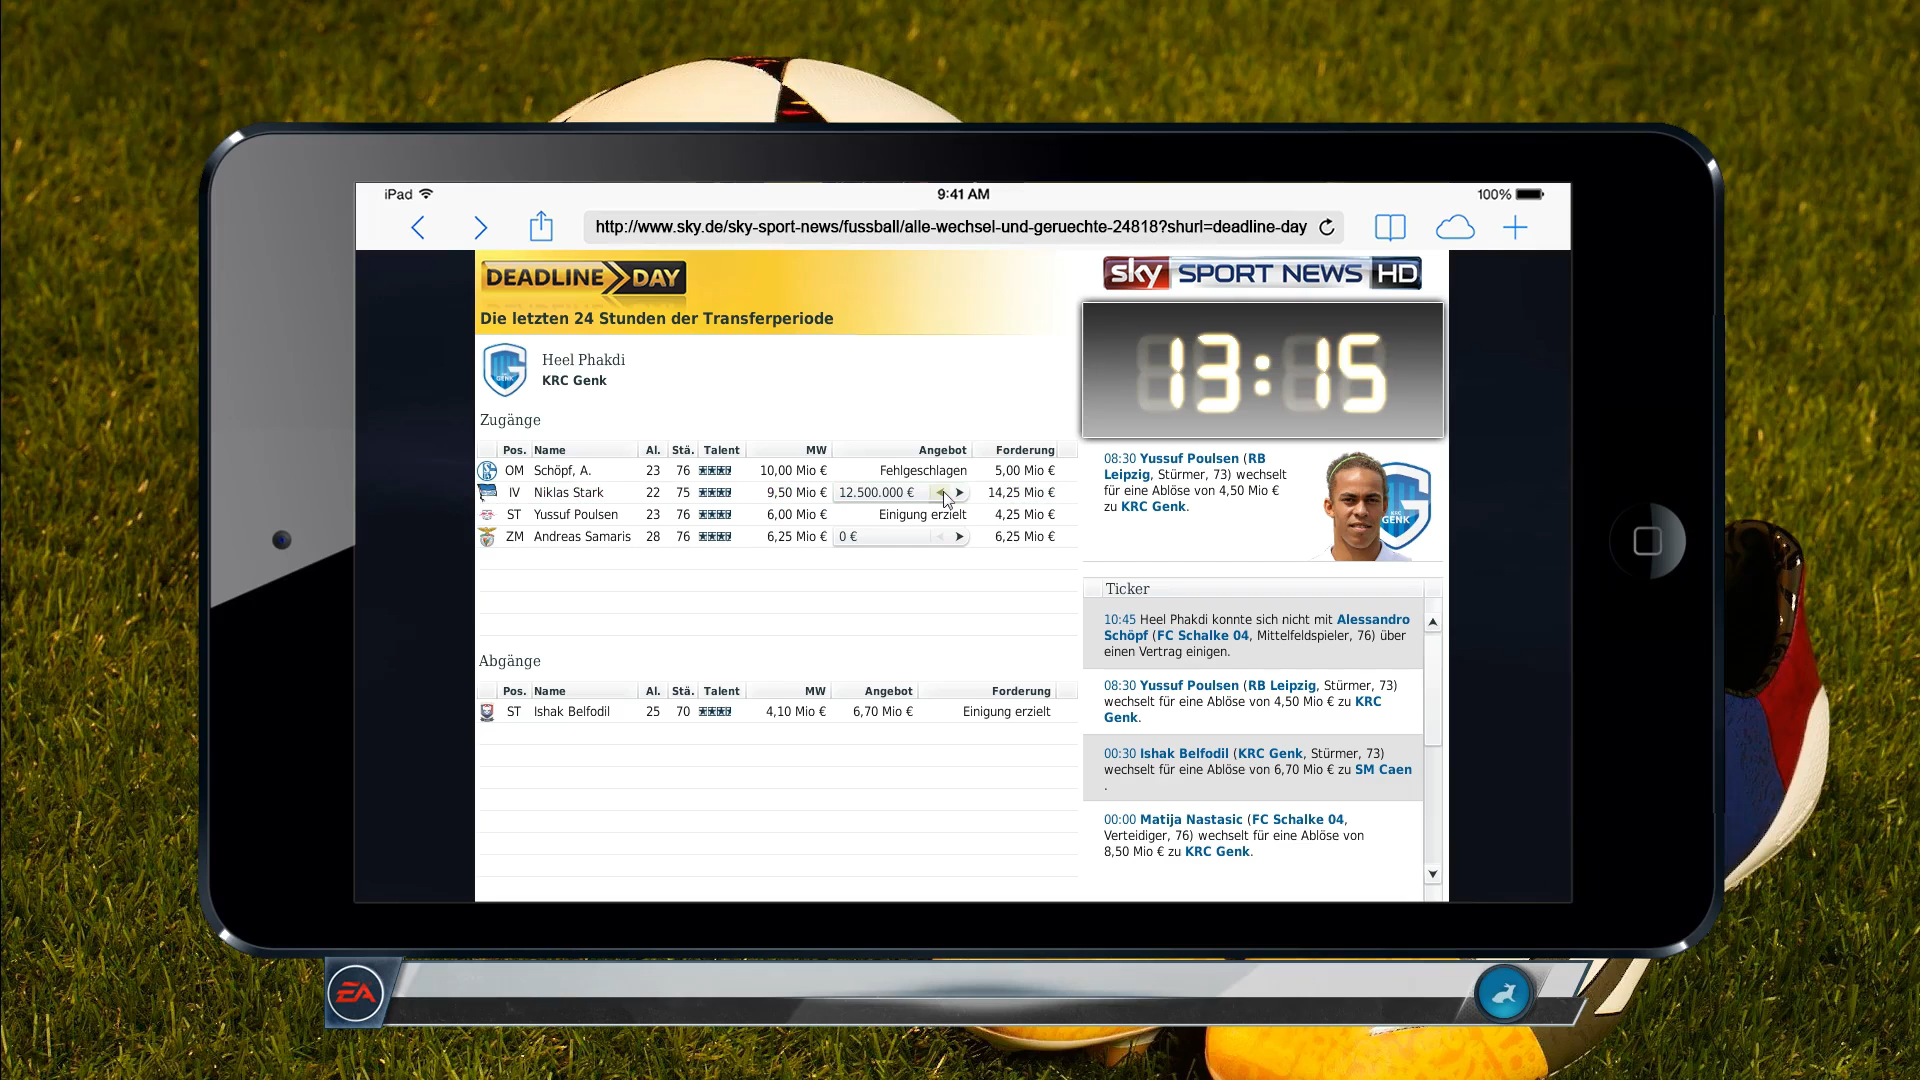 iPad
9:41 AM
100%
http://www.sky.de/sky-sport-news/fussball/alle-wechsel-und-geruechte-24818?shurl=deadline-day
DEADLINE DAY
sky SPORT NEWS HD
Die letzten 24 Stunden der Transferperiode
13:15
Heel Phakdi
KRC Genk
Zugänge
Pos. Name Al. Stä. Talent MW Angebot Forderung
OM Schöpf, A. 23 76 10,00 Mio € Fehlgeschlagen 5,00 Mio €
IV Niklas Stark 22 75 9,50 Mio € 12.500.000 € 14,25 Mio €
ST Yussuf Poulsen 23 76 6,00 Mio € Einigung erzielt 4,25 Mio €
ZM Andreas Samaris 28 76 6,25 Mio € 0 € 6,25 Mio €
Abgänge
Pos. Name Al. Stä. Talent MW Angebot Forderung
ST Ishak Belfodil 25 70 4,10 Mio € 6,70 Mio € Einigung erzielt
08:30 Yussuf Poulsen (RB
Leipzig, Stürmer, 73) wechselt
für eine Ablöse von 4,50 Mio €
zu KRC Genk.
GENK
Ticker
10:45 Heel Phakdi konnte sich nicht mit Alessandro
Schöpf (FC Schalke 04, Mittelfeldspieler, 76) über
einen Vertrag einigen.
08:30 Yussuf Poulsen (RB Leipzig, Stürmer, 73)
wechselt für eine Ablöse von 4,50 Mio € zu KRC
Genk.
00:30 Ishak Belfodil (KRC Genk, Stürmer, 73)
wechselt für eine Ablöse von 6,70 Mio € zu SM Caen
.
00:00 Matija Nastasic (FC Schalke 04,
Verteidiger, 76) wechselt für eine Ablöse von
8,50 Mio € zu KRC Genk.
EA